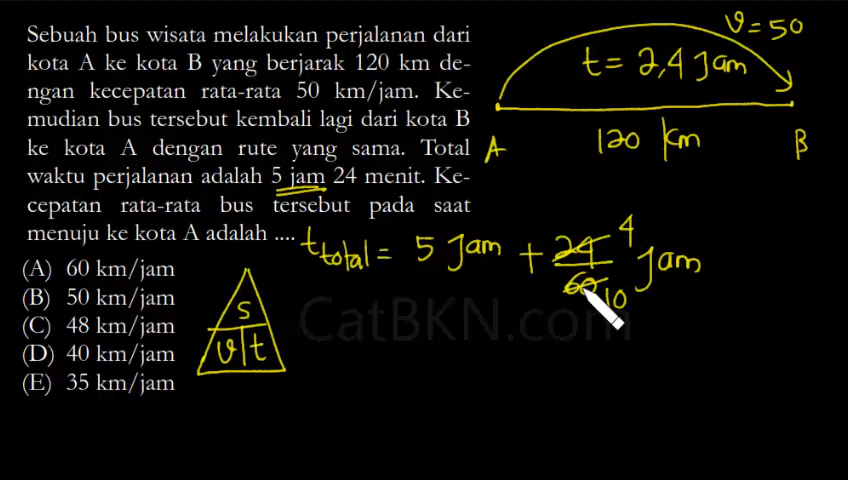 Sebuah bus wisata melakukan perjalanan dari
kota A ke kota B yang berjarak 120 km de-
ngan kecepatan rata-rata 50 km/jam. Ke-
mudian bus tersebut kembali lagi dari kota B
ke kota A dengan rute yang sama. Total
waktu perjalanan adalah 5 jam 24 menit. Ke-
cepatan rata-rata bus tersebut pada saat
menuju ke kota A adalah ....
(A) 60 km/jam
(B) 50 km/jam
(C) 48 km/jam
(D) 40 km/jam
(E) 35 km/jam
v = 50
t = 2,4 Jam
A 120 km B
t total = 5 Jam + 24/60 4/10 Jam
S
v t
CatBKN.com